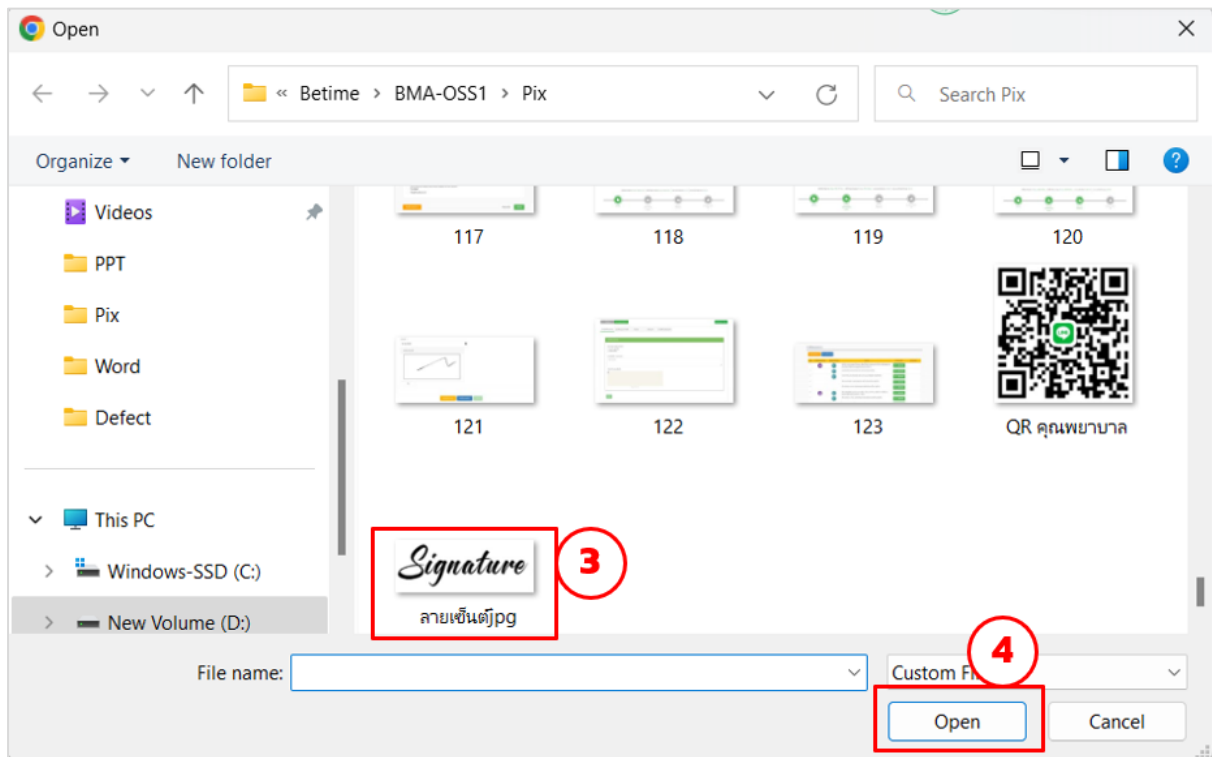 Open
« Betime > BMA-OSS1 > Pix
Search Pix
Organize
New folder
Videos
PPT
Pix
Word
Defect
This PC
Windows-SSD (C:)
New Volume (D:)
117
118
119
120
LINE
121
122
123
QR คุณพยาบาล
Signature
3
ลายเซ็นต์jpg
File name:
Custom
4
Open
Cancel